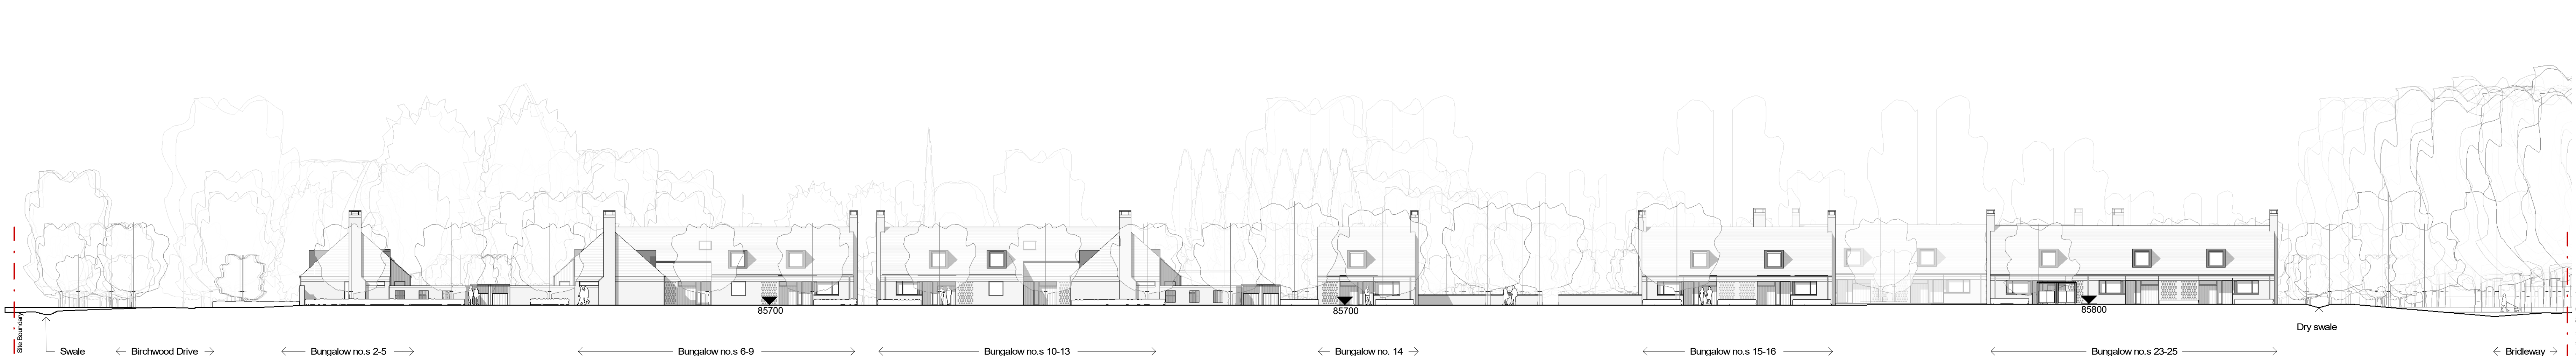 85700
85700
85800
Site Boundary
Dry swale
Swale
Birchwood Drive
Bungalow no.s 2-5
Bungalow no.s 6-9
Bungalow no.s 10-13
Bungalow no. 14
Bungalow no.s 15-16
Bungalow no.s 23-25
Bridleway